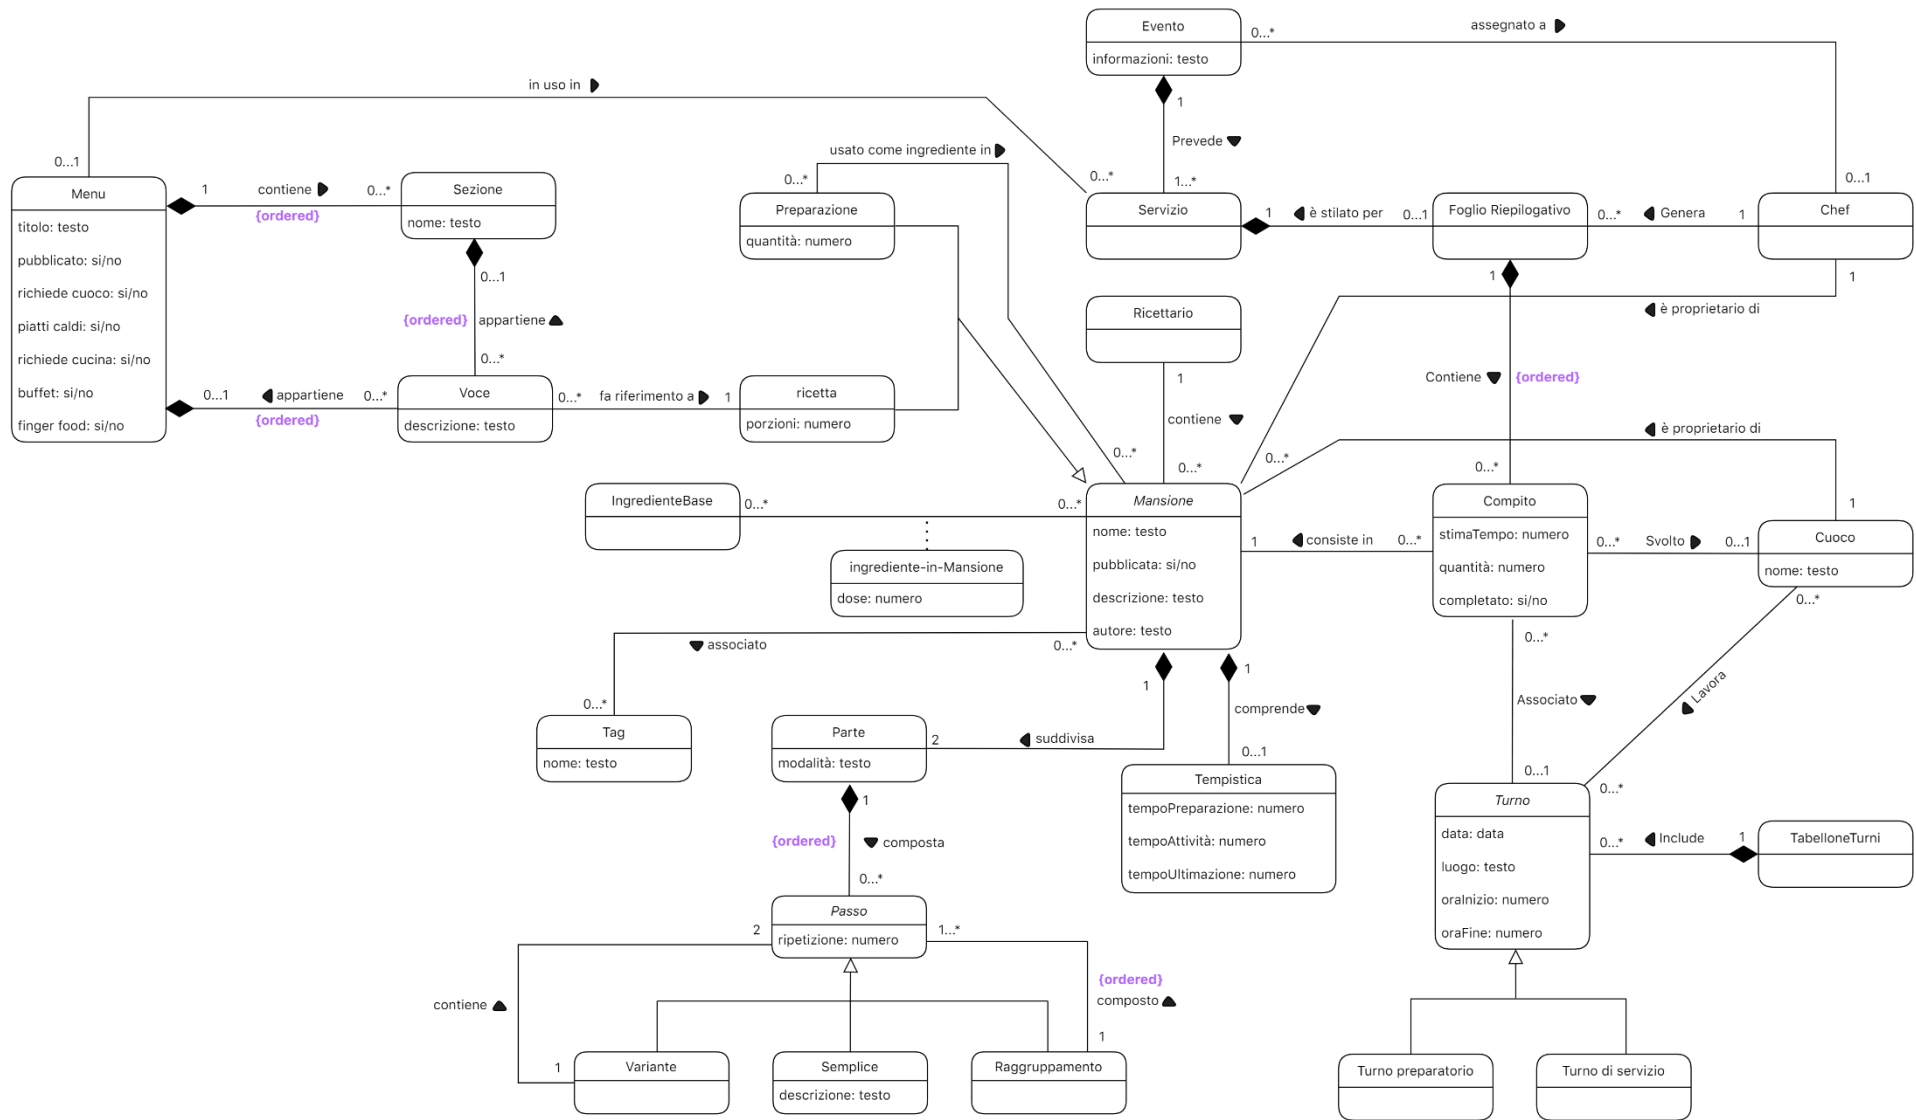 Evento
informazioni: testo
0...*
assegnato a
in uso in
1
Prevede
usato come ingrediente in
0...1
0...*
0...*
1...*
0...1
Menu
titolo: testo
pubblicato: si/no
richiede cuoco: si/no
piatti caldi: si/no
richiede cucina: si/no
buffet: si/no
finger food: si/no
1
contiene
0...*
{ordered}
Sezione
nome: testo
0...1
{ordered}
appartiene
0...*
0...1
appartiene
0...*
{ordered}
Voce
descrizione: testo
0...*
fa riferimento a
1
Preparazione
quantità: numero
ricetta
porzioni: numero
Servizio
1
è stilato per
0...1
Foglio Riepilogativo
0...*
Genera
1
Chef
1
1
è proprietario di
Ricettario
1
contiene
0...*
0...*
0...*
Contiene
{ordered}
0...*
è proprietario di
1
IngredienteBase
0...*
0...*
ingrediente-in-Mansione
dose: numero
Mansione
nome: testo
pubblicata: si/no
descrizione: testo
autore: testo
1
consiste in
0...*
Compito
stimaTempo: numero
quantità: numero
completato: si/no
0...*
Svolto
0...1
Cuoco
nome: testo
0...*
associato
0...*
0...*
Tag
nome: testo
1
suddivisa
2
Parte
modalità: testo
1
comprende
0...1
Tempistica
tempoPreparazione: numero
tempoAttività: numero
tempoUltimazione: numero
0...*
Associato
0...1
Lavora
0...*
Turno
data: data
luogo: testo
oraInizio: numero
oraFine: numero
0...*
Include
1
TabelloneTurni
1
{ordered}
composta
0...*
Passo
ripetizione: numero
2
contiene
1
1...*
{ordered}
composto
1
Variante
Semplice
descrizione: testo
Raggruppamento
Turno preparatorio
Turno di servizio